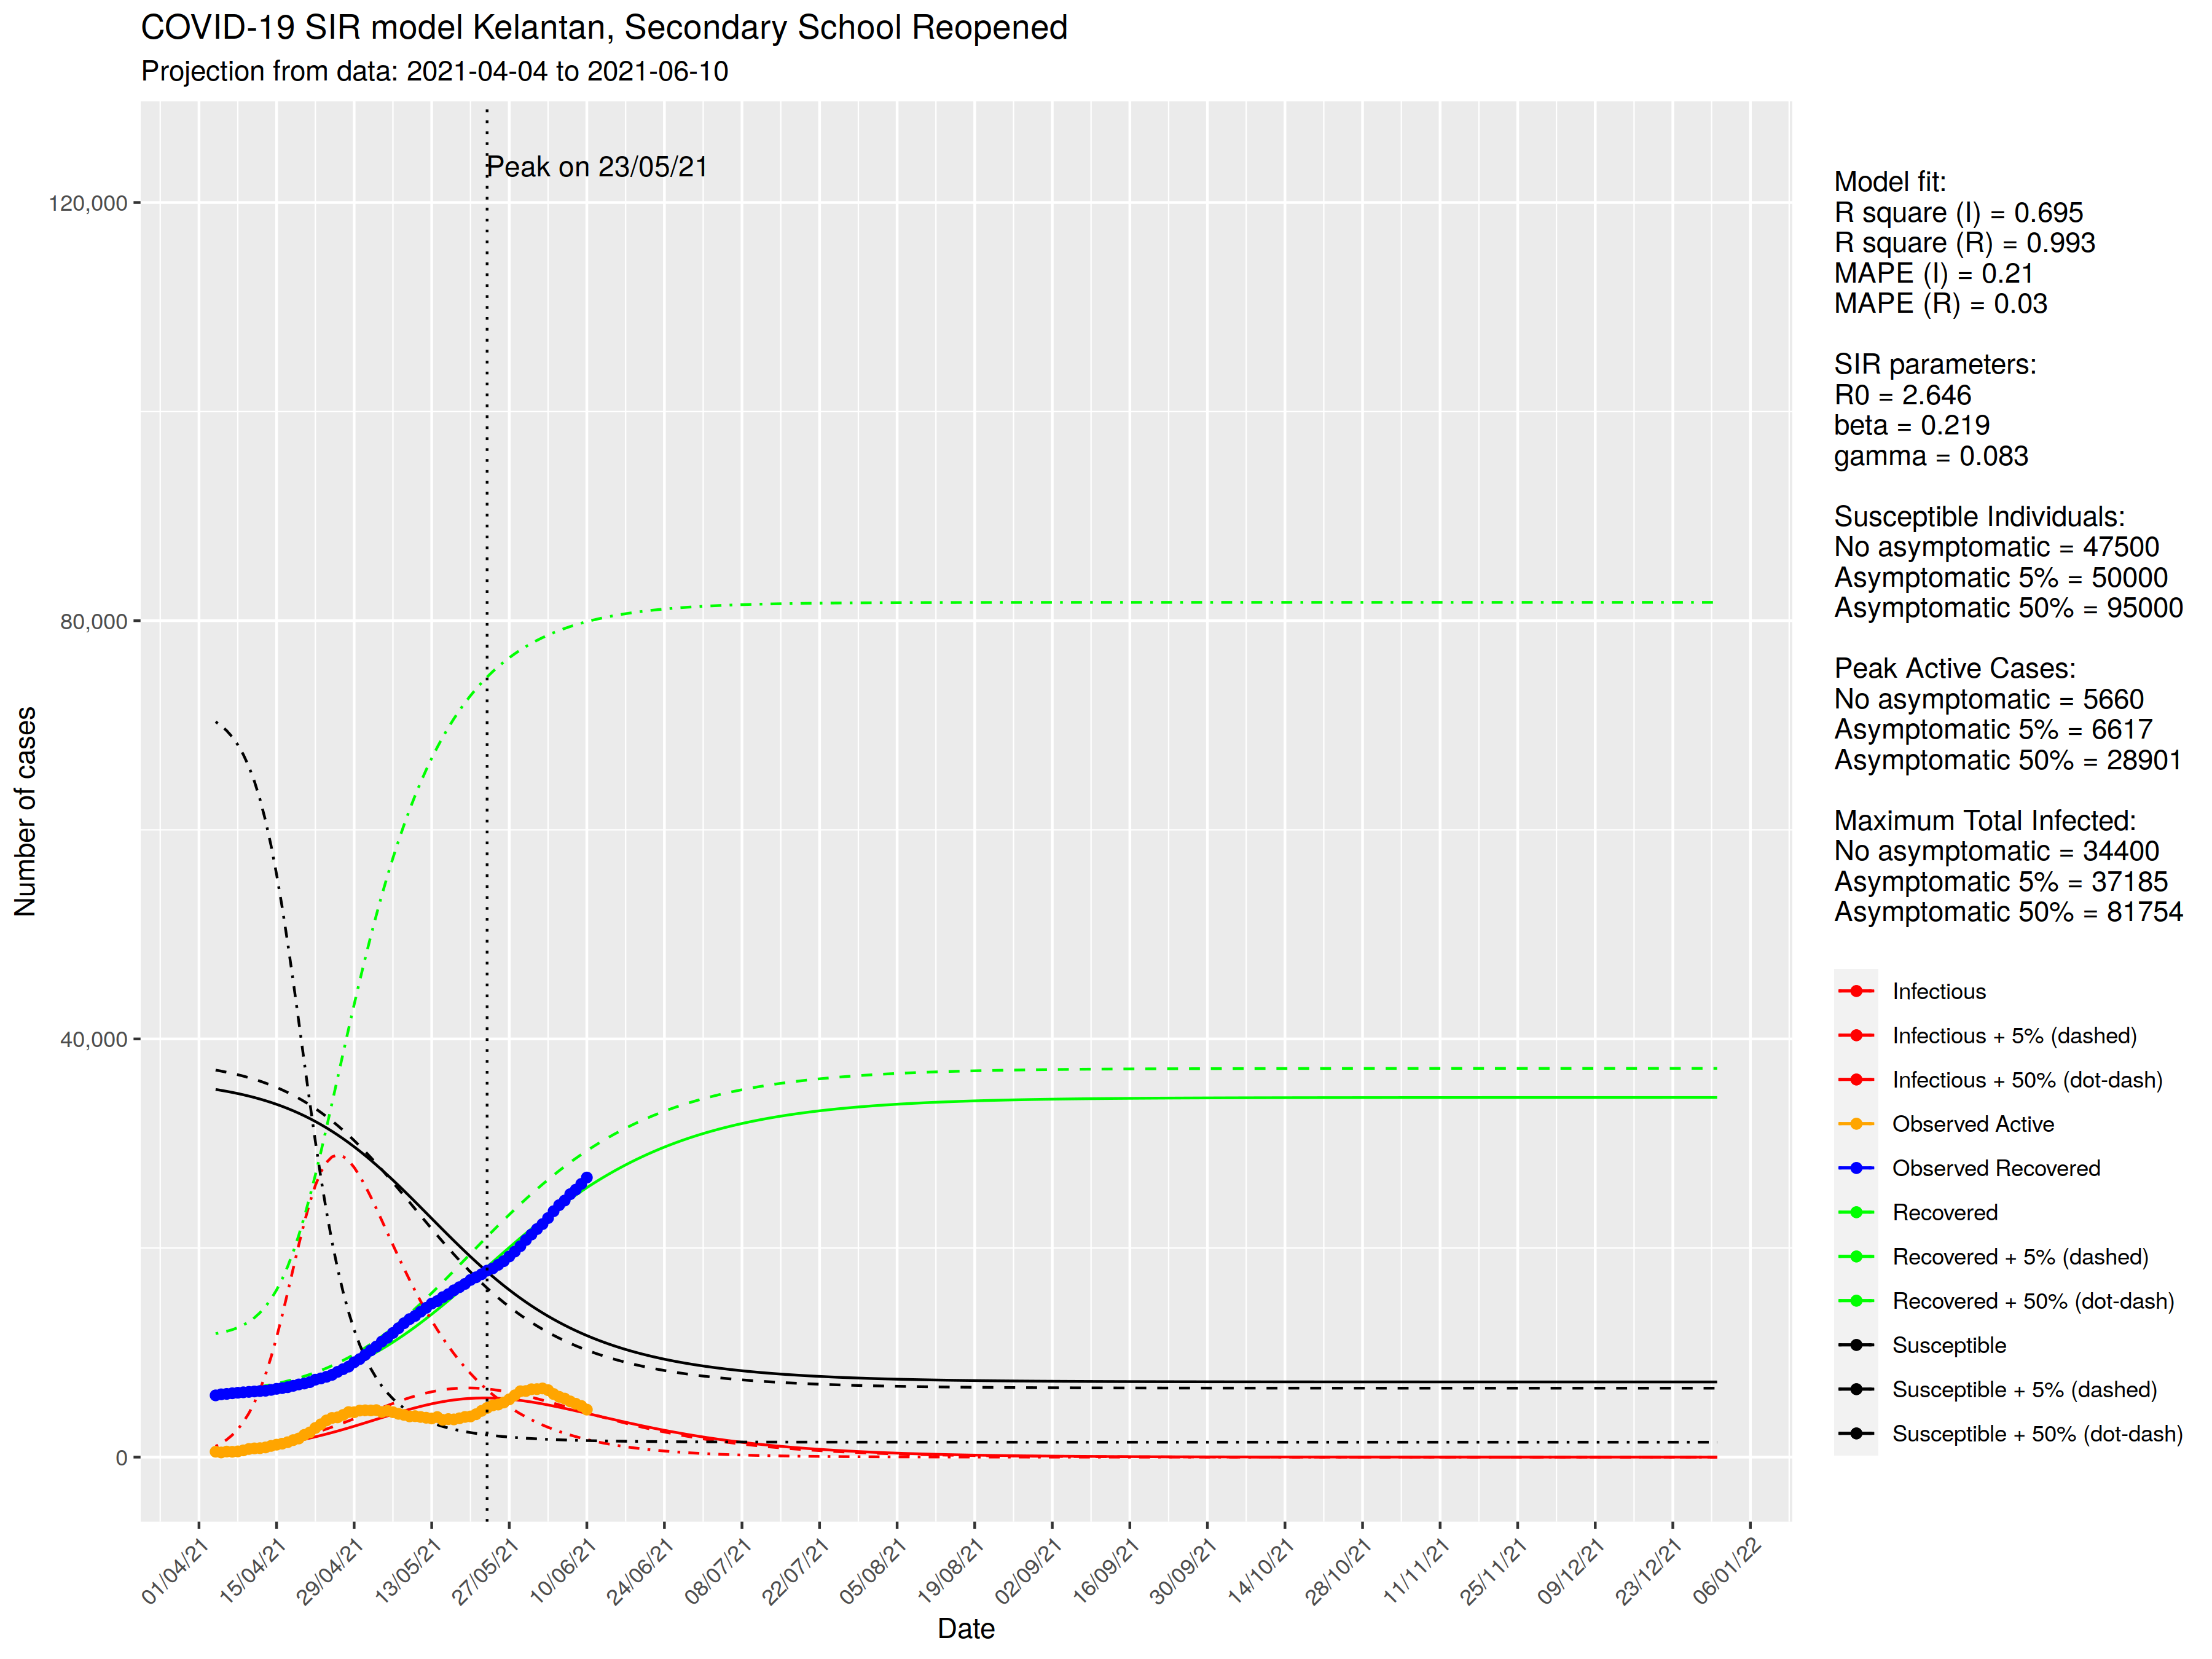 COVID-19 SIR model Kelantan, Secondary School Reopened
Projection from data: 2021-04-04 to 2021-06-10
Peak on 23/05/21
120,000
80,000
40,000
0
Number of cases
01/04/21
15/04/21
29/04/21
13/05/21
27/05/21
10/06/21
24/06/21
08/07/21
22/07/21
05/08/21
19/08/21
02/09/21
16/09/21
30/09/21
14/10/21
28/10/21
11/11/21
25/11/21
09/12/21
23/12/21
06/01/22
Date
Model fit:
R square (I) = 0.695
R square (R) = 0.993
MAPE (I) = 0.21
MAPE (R) = 0.03
SIR parameters:
R0 = 2.646
beta = 0.219
gamma = 0.083
Susceptible Individuals:
No asymptomatic = 47500
Asymptomatic 5% = 50000
Asymptomatic 50% = 95000
Peak Active Cases:
No asymptomatic = 5660
Asymptomatic 5% = 6617
Asymptomatic 50% = 28901
Maximum Total Infected:
No asymptomatic = 34400
Asymptomatic 5% = 37185
Asymptomatic 50% = 81754
Infectious
Infectious + 5% (dashed)
Infectious + 50% (dot-dash)
Observed Active
Observed Recovered
Recovered
Recovered + 5% (dashed)
Recovered + 50% (dot-dash)
Susceptible
Susceptible + 5% (dashed)
Susceptible + 50% (dot-dash)